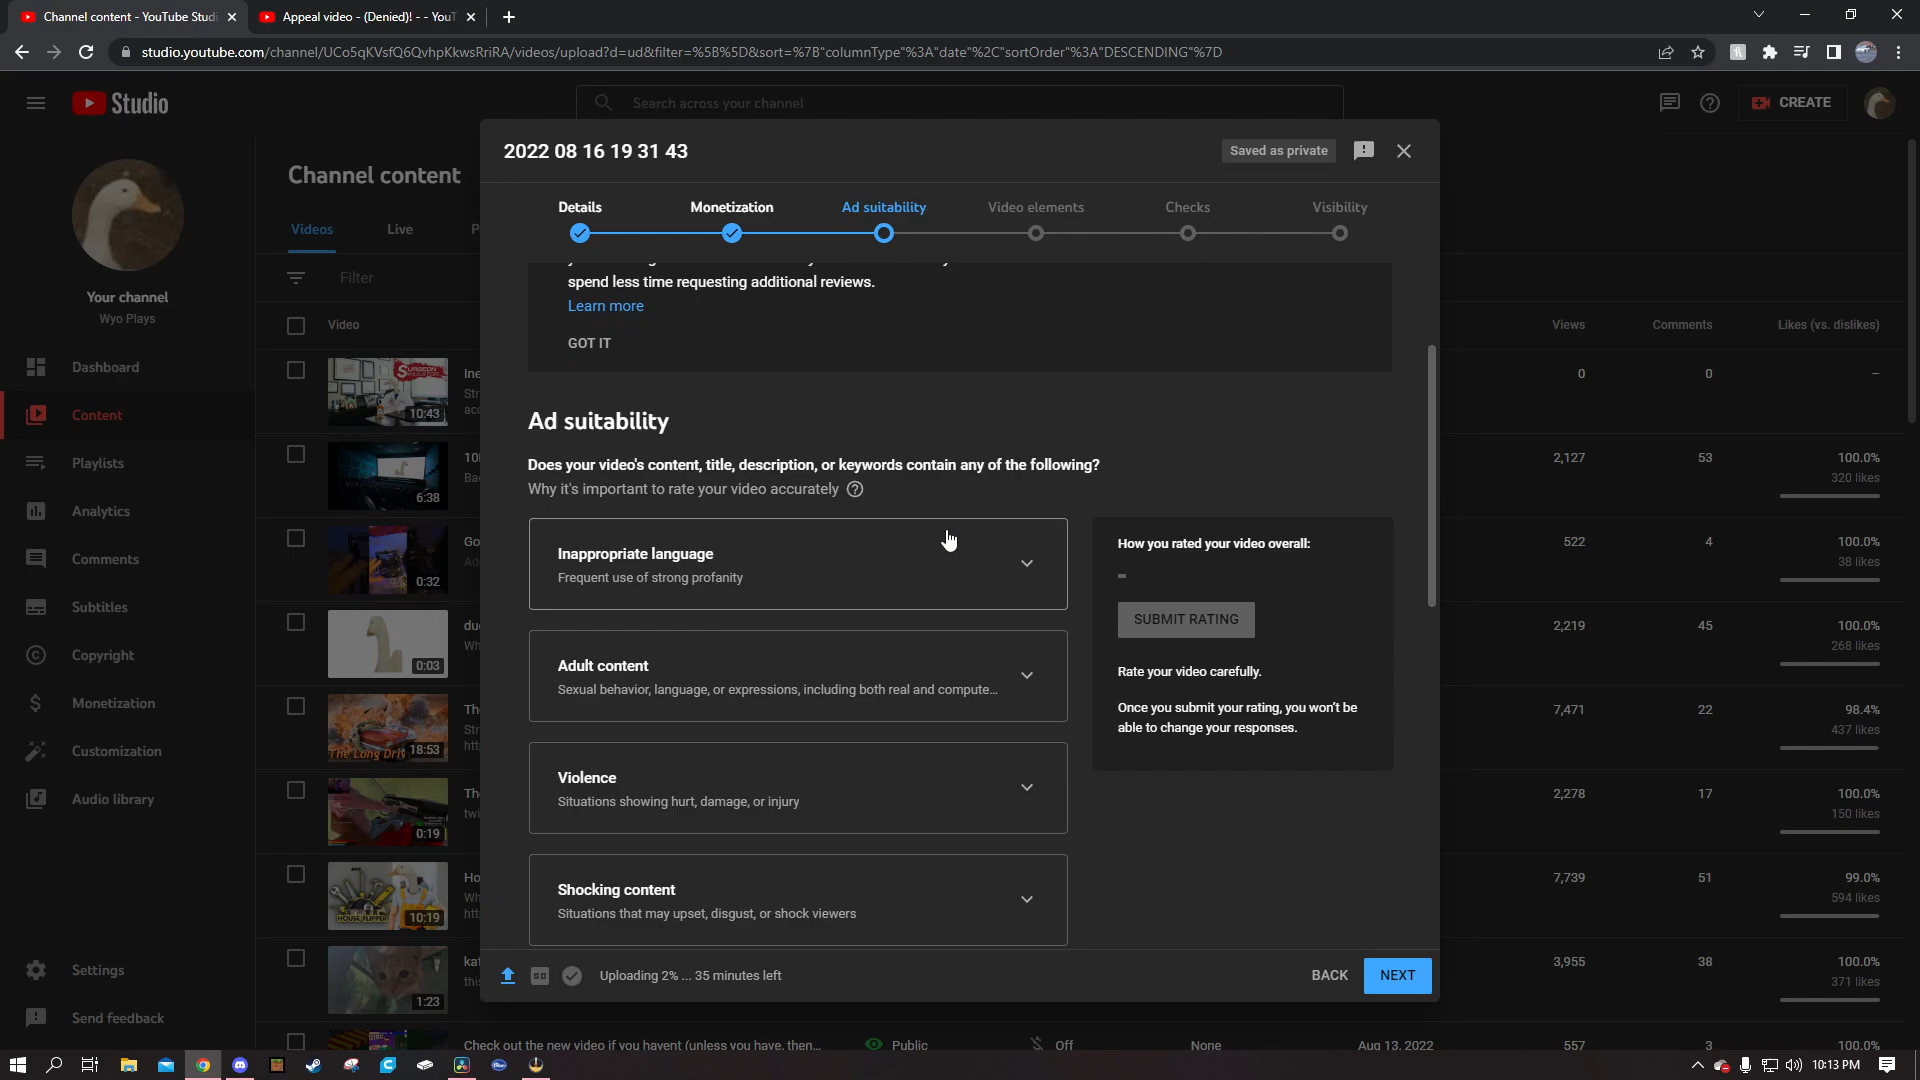 Channel content - YouTube Studi
Appeal video - (Denied)! - - YouT
studio.youtube.com/channel/UCo5qKVsfQ6QvhpKkwsRriRA/videos/upload?d=ud&filter=%5B%5D&sort=%7B"columnType"%3A"date"%2C"sortOrder"%3A"DESCENDING"%7D
Studio
Search across your channel
CREATE
Your channel
Wyo Plays
Dashboard
Content
Playlists
Analytics
Comments
Subtitles
Copyright
Monetization
Customization
Audio library
Settings
Send feedback
Channel content
Videos
Live
P
Filter
Video
Views
Comments
Likes (vs. dislikes)
SURGEON SIMULATOR
10:43
Ine
Str
acc
0
0
–
6:38
10
Ba
2,127
53
100.0%
320 likes
0:32
Go
Ad
522
4
100.0%
38 likes
0:03
du
Wh
2,219
45
100.0%
268 likes
The Long Driv
18:53
Th
Str
htt
7,471
22
98.4%
437 likes
0:19
Th
twi
2,278
17
100.0%
150 likes
HOUSE FLIPPER
10:19
Ho
Wh
htt
7,739
51
99.0%
594 likes
1:23
kat
this
3,955
38
100.0%
371 likes
Check out the new video if you havent (unless you have, then...
Public
Off
None
Aug 13, 2022
557
3
100.0%
2022 08 16 19 31 43
Saved as private
Details
Monetization
Ad suitability
Video elements
Checks
Visibility
spend less time requesting additional reviews.
Learn more
GOT IT
Ad suitability
Does your video's content, title, description, or keywords contain any of the following?
Why it's important to rate your video accurately
Inappropriate language
Frequent use of strong profanity
Adult content
Sexual behavior, language, or expressions, including both real and compute...
Violence
Situations showing hurt, damage, or injury
Shocking content
Situations that may upset, disgust, or shock viewers
How you rated your video overall:
--
SUBMIT RATING
Rate your video carefully.
Once you submit your rating, you won't be
able to change your responses.
SD
Uploading 2% ... 35 minutes left
BACK
NEXT
10:13 PM